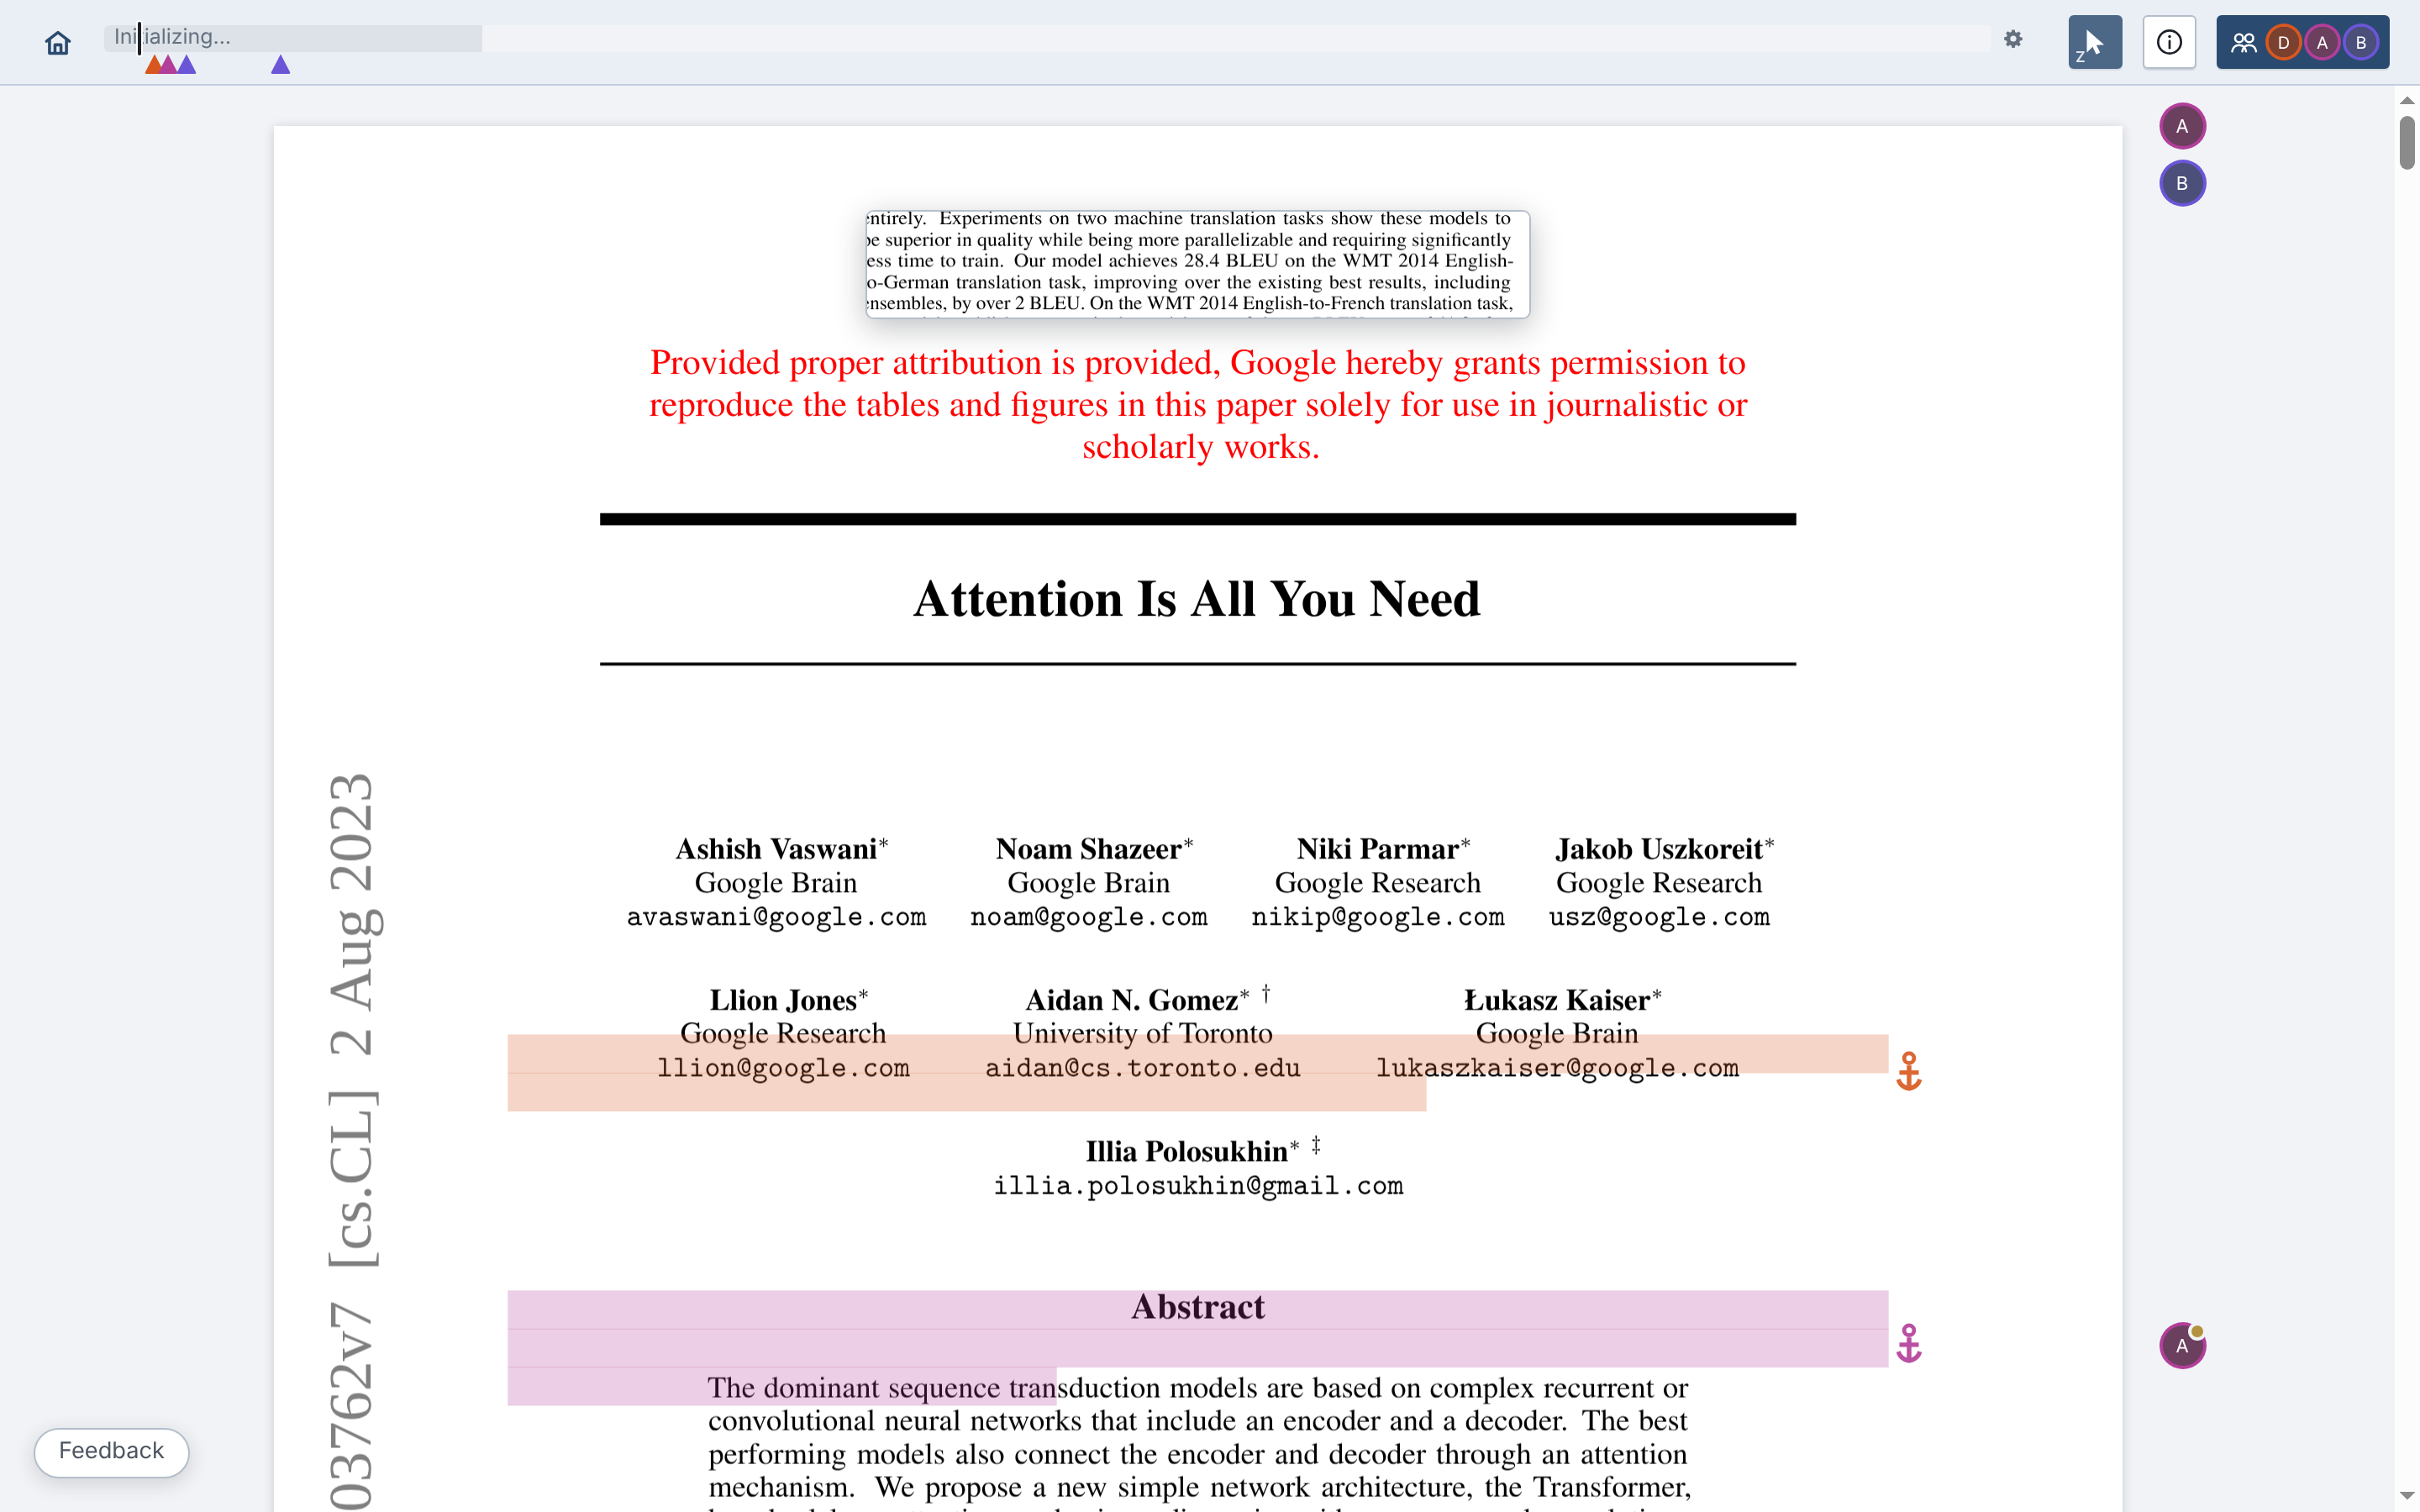 Initializing...
z
D A B
A
B
entirely. Experiments on two machine translation tasks show these models to
be superior in quality while being more parallelizable and requiring significantly
ess time to train. Our model achieves 28.4 BLEU on the WMT 2014 English-
o-German translation task, improving over the existing best results, including
ensembles, by over 2 BLEU. On the WMT 2014 English-to-French translation task,
Provided proper attribution is provided, Google hereby grants permission to
reproduce the tables and figures in this paper solely for use in journalistic or
scholarly works.
Attention Is All You Need
Ashish Vaswani* Noam Shazeer* Niki Parmar* Jakob Uszkoreit*
Google Brain Google Brain Google Research Google Research
avaswani@google.com noam@google.com nikip@google.com usz@google.com
Llion Jones* Aidan N. Gomez* † Łukasz Kaiser*
Google Research University of Toronto Google Brain
llion@google.com aidan@cs.toronto.edu lukaszkaiser@google.com
Illia Polosukhin* ‡
illia.polosukhin@gmail.com
03762v7 [cs.CL] 2 Aug 2023
Abstract
A
The dominant sequence transduction models are based on complex recurrent or
convolutional neural networks that include an encoder and a decoder. The best
performing models also connect the encoder and decoder through an attention
mechanism. We propose a new simple network architecture, the Transformer,
Feedback